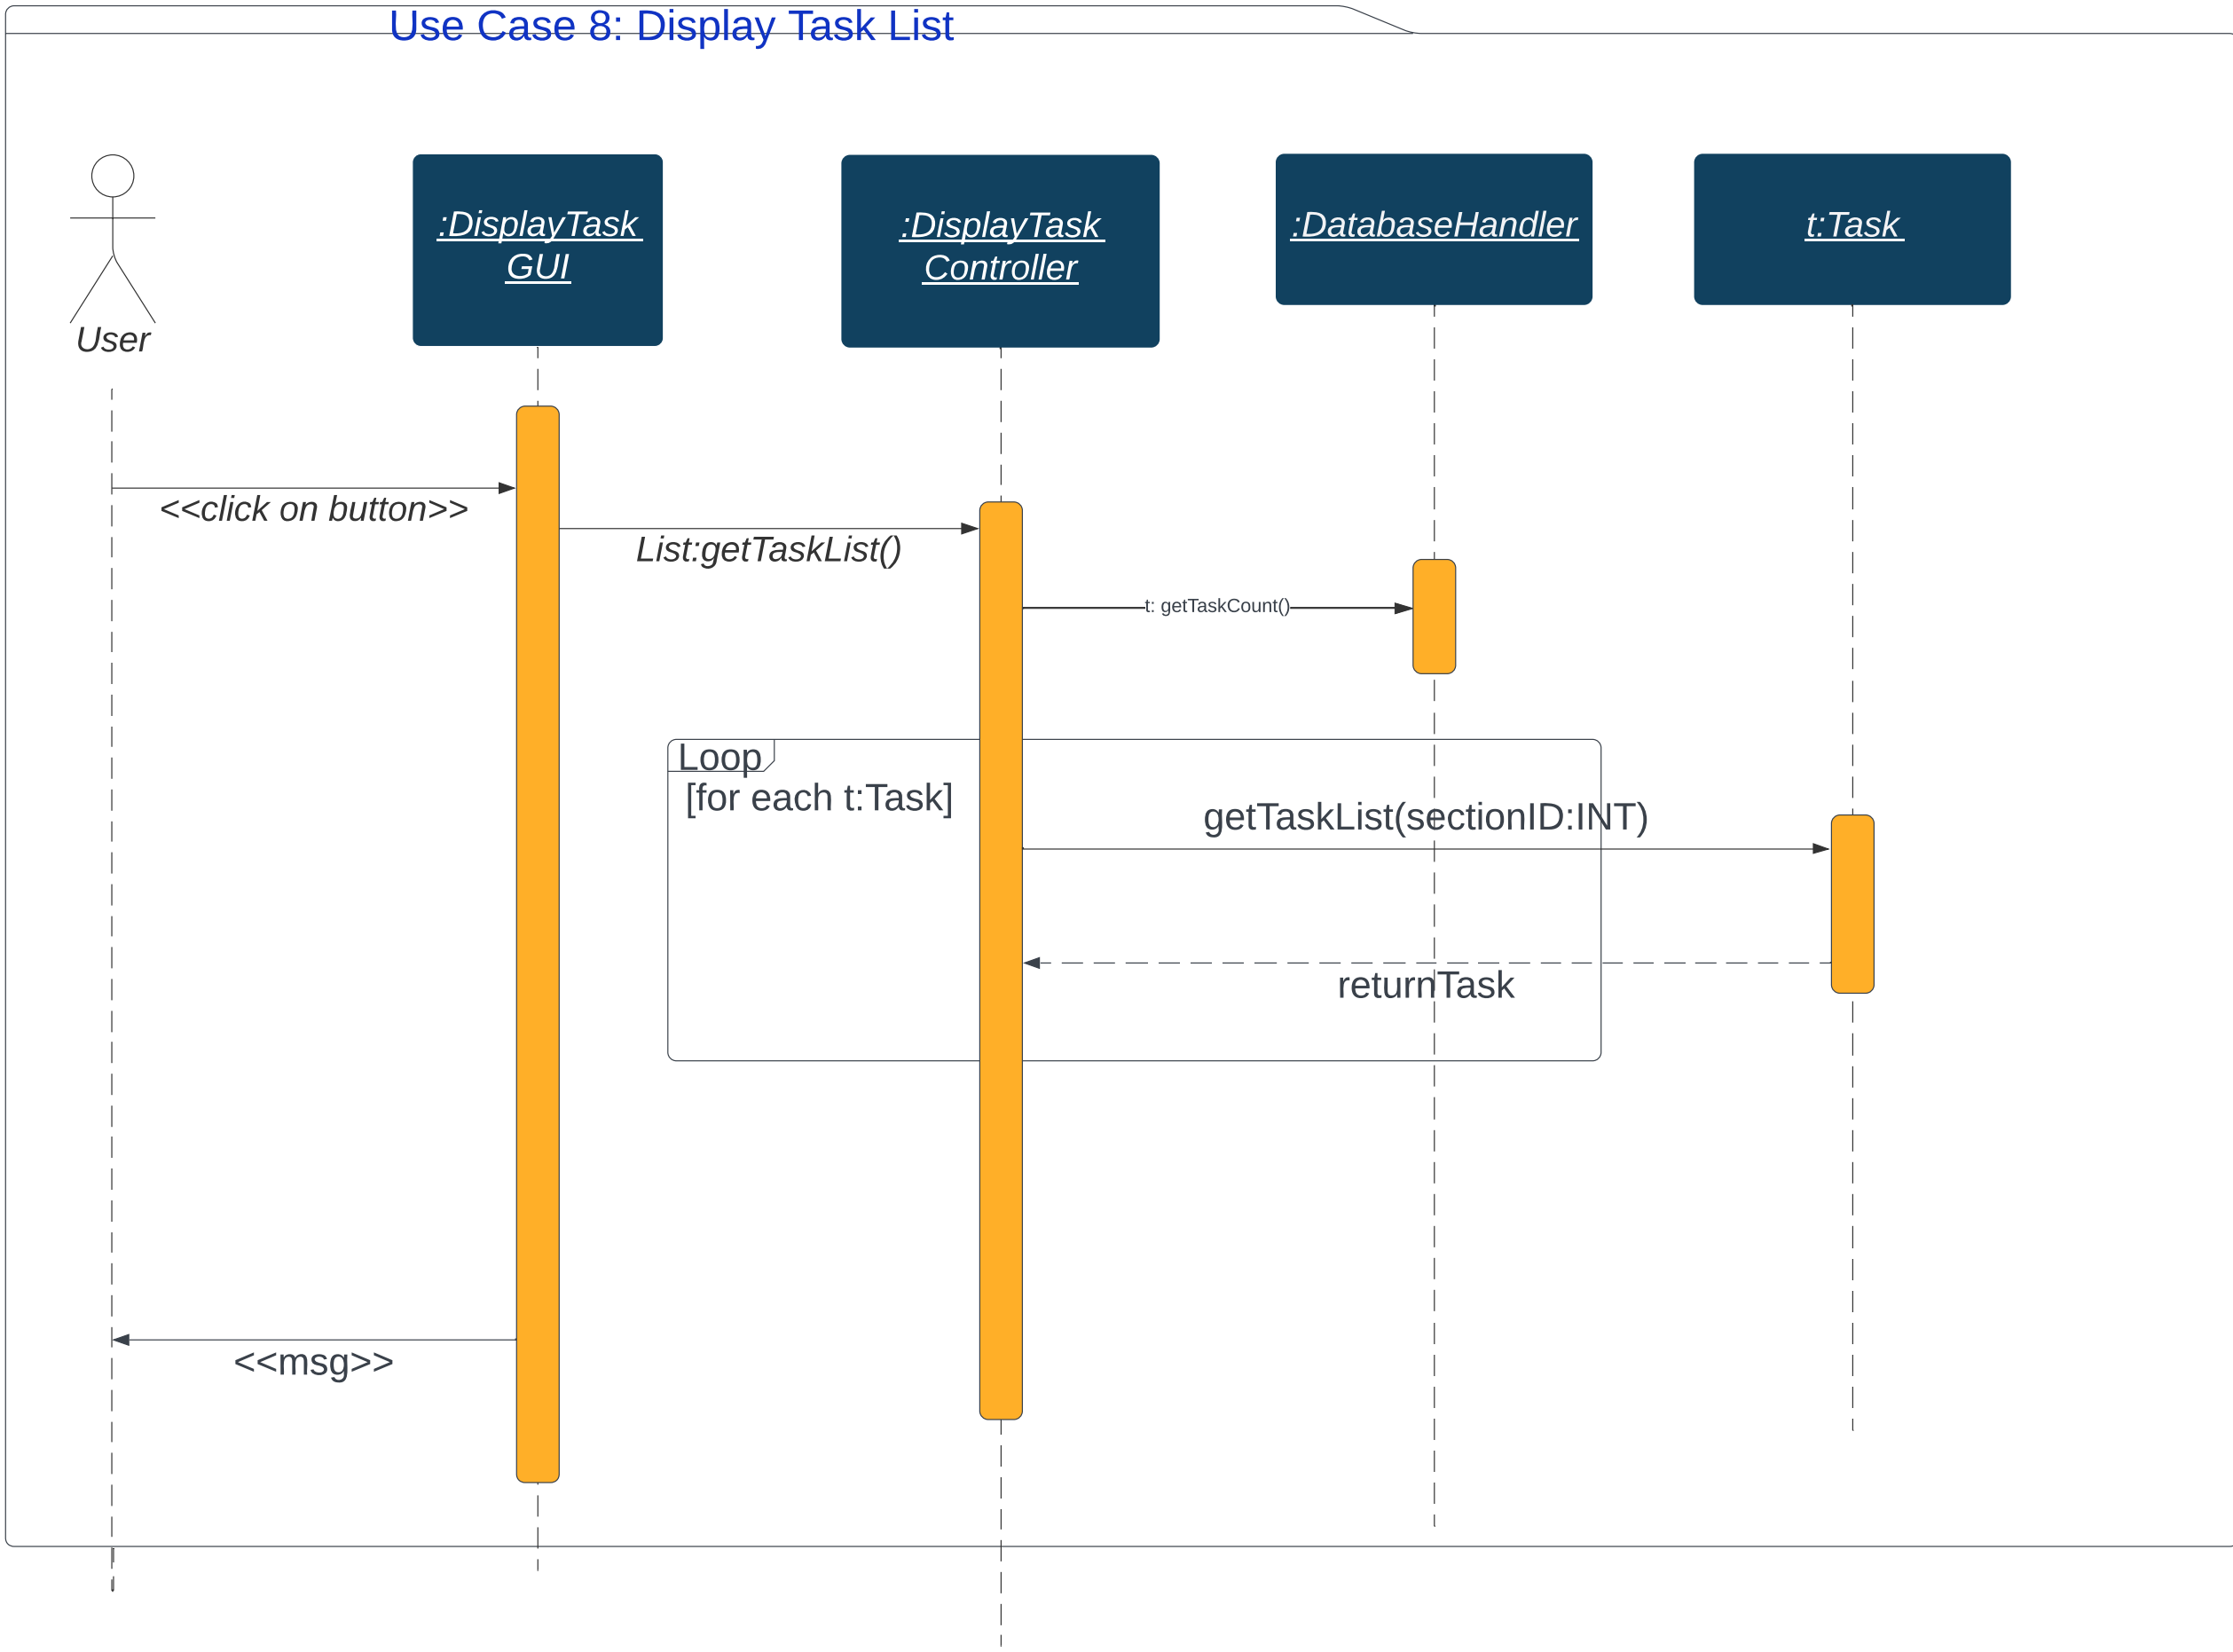 Use Case 8: Display Task List
User
:DisplayTask
GUI
:DisplayTask
Controller
:DatabaseHandler
t:Task
<<click on button>>
List:getTaskList()
t: getTaskCount()
Loop
[for each t:Task]
getTaskList(sectionID:INT)
returnTask
<<msg>>